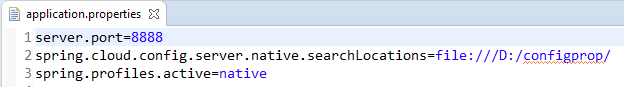 application.properties
1 server.port=8888
2 spring.cloud.config.server.native.searchLocations=file:///D:/configprop/
3 spring.profiles.active=native